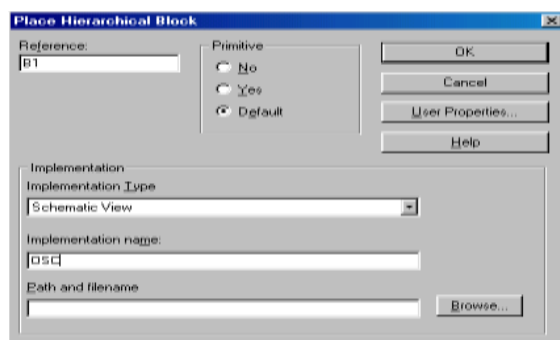 Place Hierarchical Block
Reference:
B1
Primitive
No
Yes
Default
OK
Cancel
User Properties...
Help
Implementation
Implementation Type
Schematic View
Implementation name:
OSC
Path and filename
Browse...